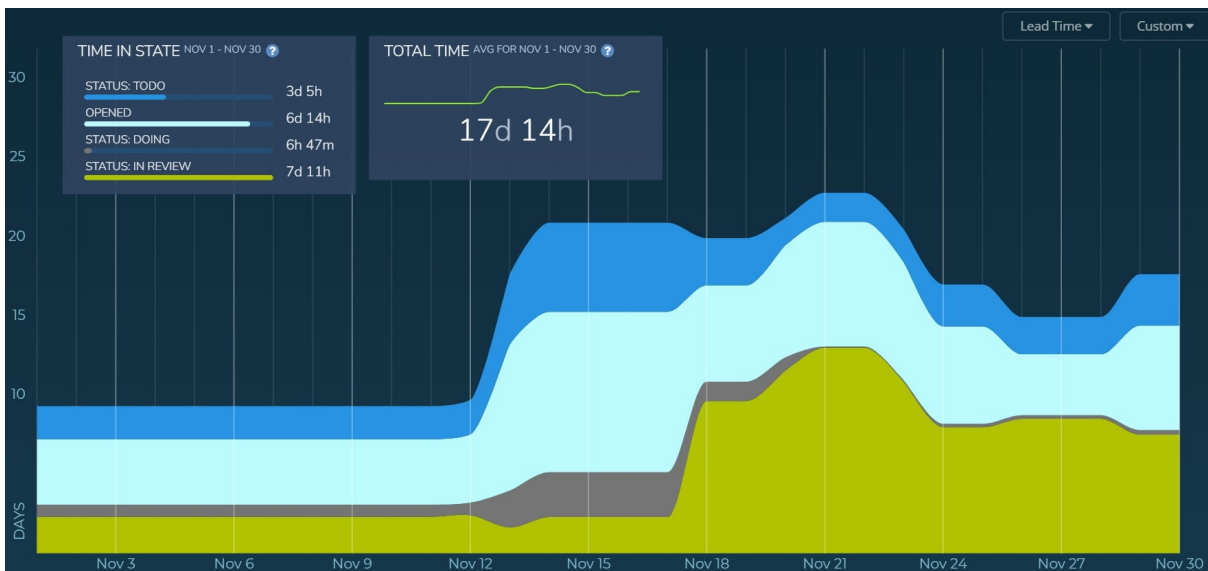 Lead Time
Custom
TIME IN STATE NOV 1 - NOV 30 ?
STATUS: TODO 3d 5h
OPENED 6d 14h
STATUS: DOING 6h 47m
STATUS: IN REVIEW 7d 11h
TOTAL TIME AVG FOR NOV 1 - NOV 30 ?
17d 14h
30
25
20
15
10
DAYS
Nov 3 Nov 6 Nov 9 Nov 12 Nov 15 Nov 18 Nov 21 Nov 24 Nov 27 Nov 30